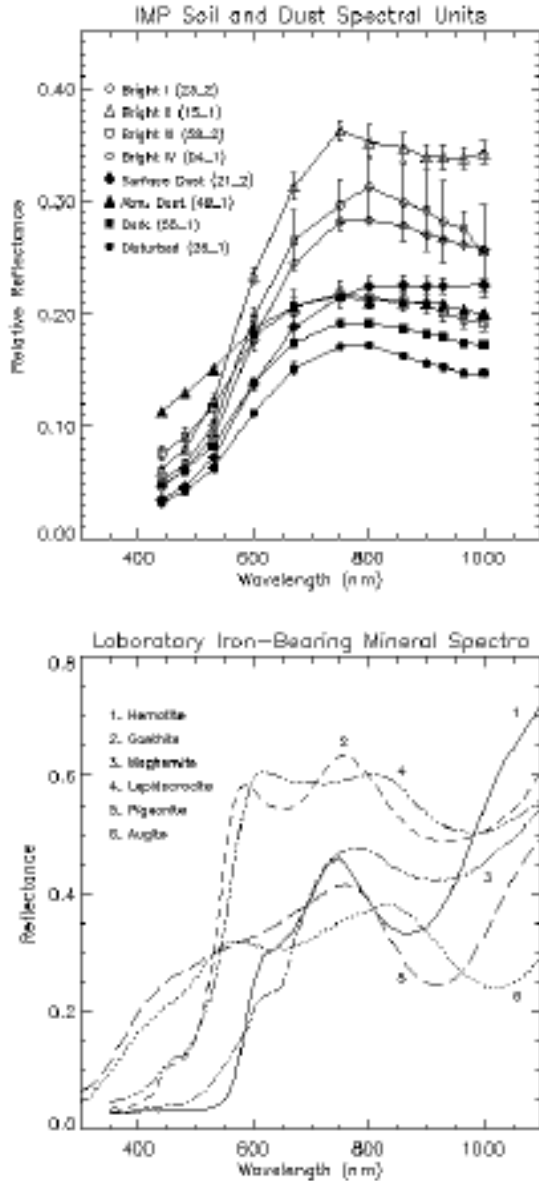 IMP Soil and Dust Spectral Units
0.40
0.30
0.20
0.10
0.00
Relative Reflectance
Bright I (23_2)
Bright II (15_1)
Bright III (58_2)
Bright IV (04_1)
Surface Dust (21_2)
Atm. Dust (48_1)
Dark (58_1)
Disturbed (26_1)
400 600 800 1000
Wavelength (nm)
Laboratory Iron-Bearing Mineral Spectra
0.8
0.6
0.4
0.2
0.0
Reflectance
1. Hematite
2. Goethite
3. Maghemite
4. Lepidocrocite
5. Pigeonite
6. Augite
1
2
4
3
5
6
400 600 800 1000
Wavelength (nm)